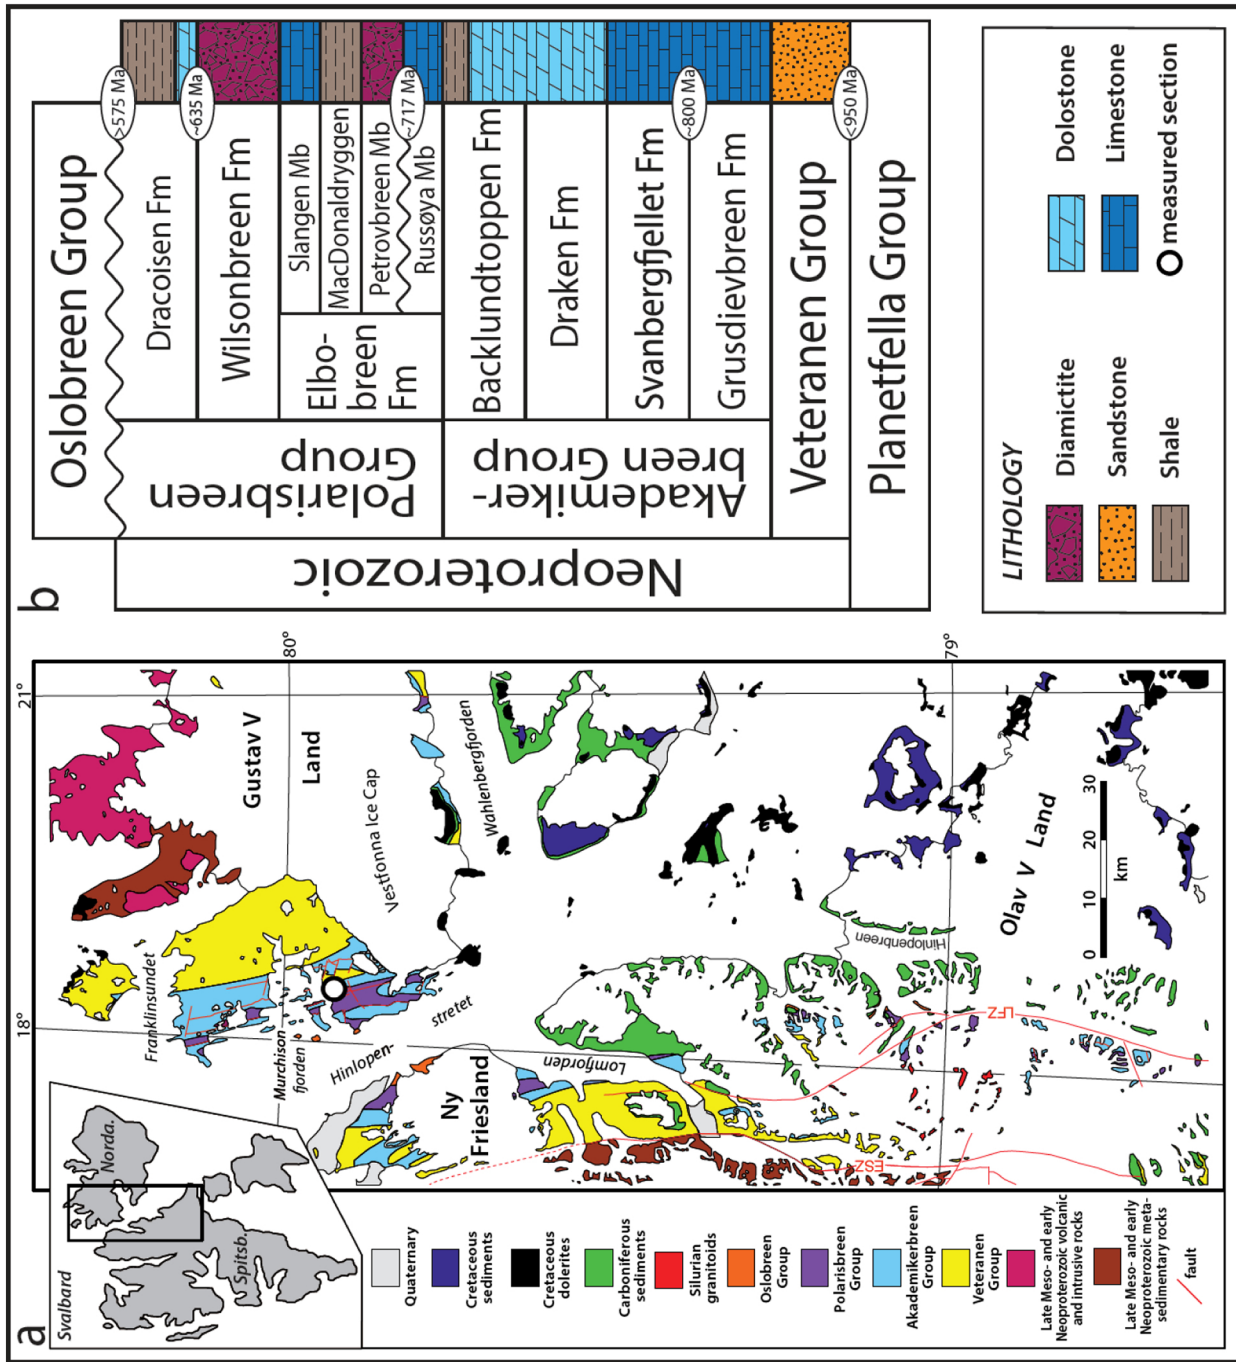 a
Svalbard
Norda.
Spitsb.
Quaternary
Cretaceous
sediments
Cretaceous
dolerites
Carboniferous
sediments
Silurian
granitoids
Oslobreen
Group
Polarisbreen
Group
Akademikerbreen
Group
Veteranen
Group
Late Meso- and early
Neoproterozoic volcanic
and intrusive rocks
Late Meso- and early
Neoproterozoic meta-
sedimentary rocks
fault
18°
21°
80°
79°
Franklinsundet
Murchison
fjorden
Gustav V
Land
Vestfonna Ice Cap
Wahlenbergfjorden
Hinlopen-
stretet
Ny
Friesland
Lomfjorden
Hinlopenbreen
Olav V Land
LFZ
ESZ
0
10
20
30
km
b
Oslobreen Group
Neoproterozoic
Polarisbreen
Group
Akademiker-
breen Group
Dracoisen Fm
Wilsonbreen Fm
Elbo-
breen
Fm
Slangen Mb
MacDonaldryggen
Petrovbreen Mb
Russøya Mb
Backlundtoppen Fm
Draken Fm
Svanbergfjellet Fm
Grusdievbreen Fm
Veteranen Group
Planetfella Group
>575 Ma
~635 Ma
~717 Ma
~800 Ma
<950 Ma
LITHOLOGY
Diamictite
Sandstone
Shale
Dolostone
Limestone
measured section